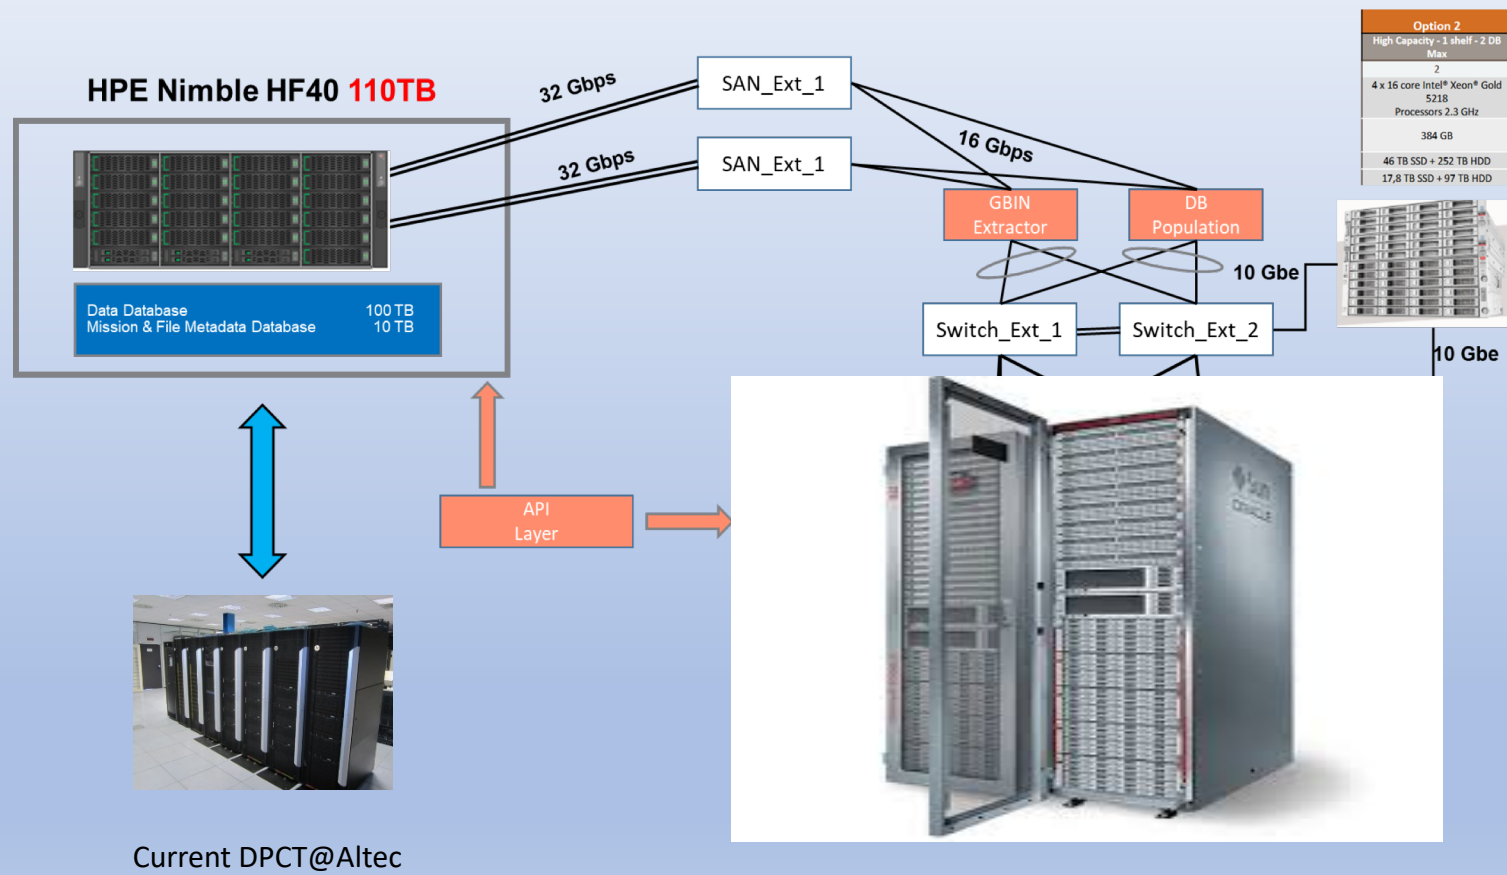 Option 2
High Capacity - 1 shelf - 2 DB
Max
2
4 x 16 core Intel® Xeon® Gold
5218
Processors 2.3 GHz
384 GB
46 TB SSD + 252 TB HDD
17,8 TB SSD + 97 TB HDD
HPE Nimble HF40 110TB
32 Gbps
SAN_Ext_1
32 Gbps
SAN_Ext_1
16 Gbps
GBIN
Extractor
DB
Population
Data Database 100 TB
Mission & File Metadata Database 10 TB
10 Gbe
Switch_Ext_1
Switch_Ext_2
10 Gbe
API
Layer
Sun
ORACLE
Current DPCT@Altec